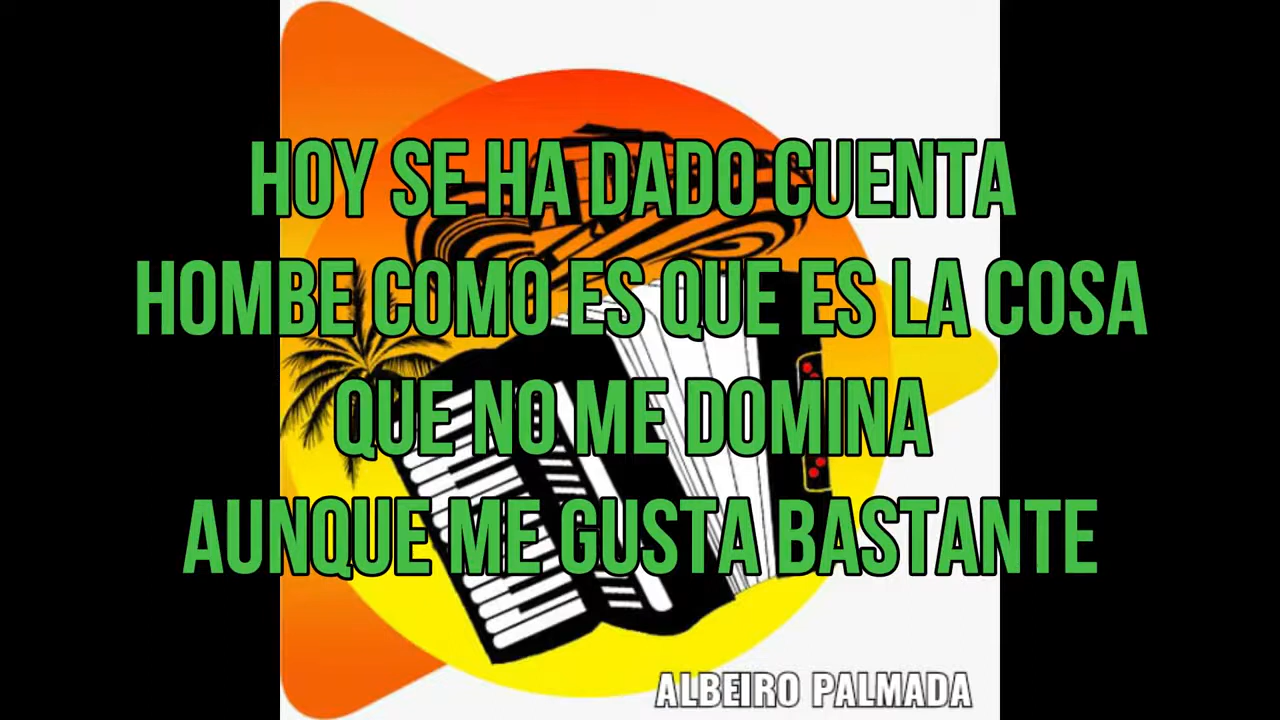 HOY SE HA DADO CUENTA
HOMBE COMO ES QUE ES LA COSA
QUE NO ME DOMINA
AUNQUE ME GUSTA BASTANTE
ALBEIRO PALMADA